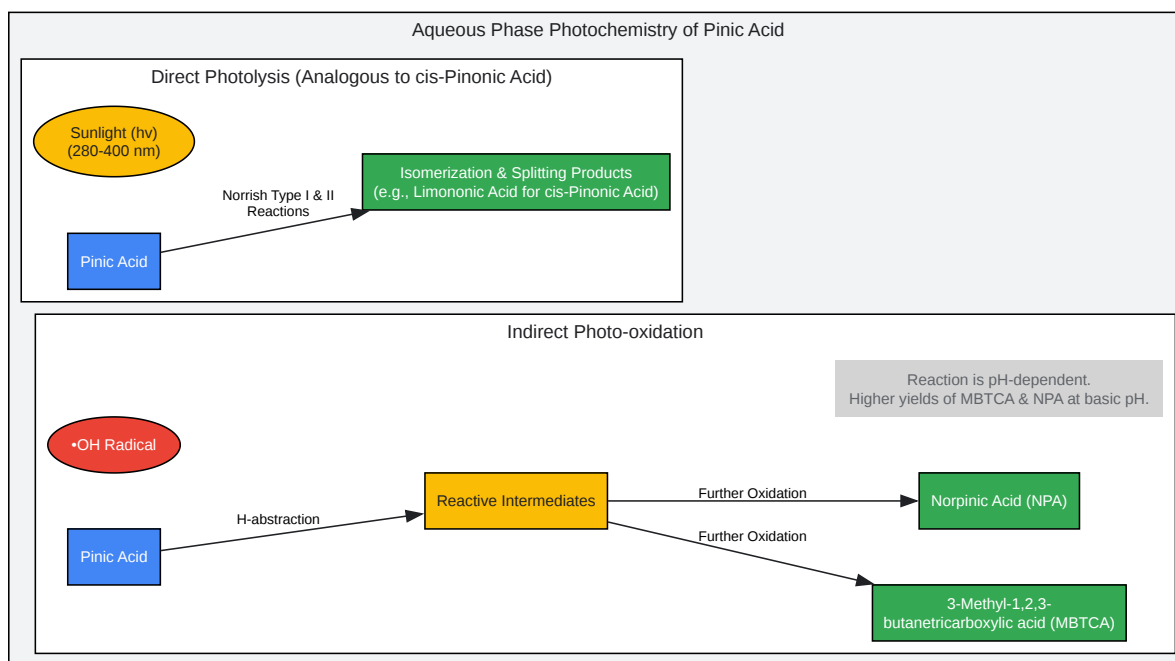 Aqueous Phase Photochemistry of Pinic Acid
Direct Photolysis (Analogous to cis-Pinonic Acid)
Sunlight (hv)
(280-400 nm)
Isomerization & Splitting Products
(e.g., Limononic Acid for cis-Pinonic Acid)
Norrish Type I & II
Reactions
Pinic Acid
Indirect Photo-oxidation
Reaction is pH-dependent.
Higher yields of MBTCA & NPA at basic pH.
•OH Radical
Reactive Intermediates
Further Oxidation
Norpinic Acid (NPA)
H-abstraction
Further Oxidation
Pinic Acid
3-Methyl-1,2,3-
butanetricarboxylic acid (MBTCA)